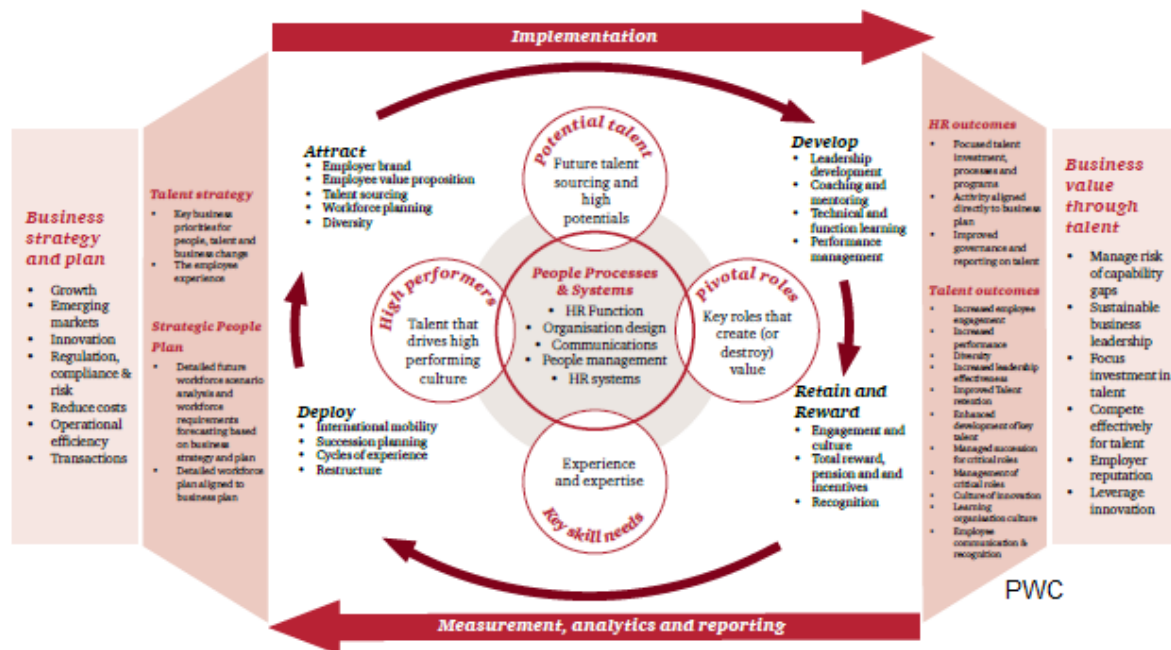 Implementation
Business
strategy
and plan
• Growth
• Emerging
markets
• Innovation
• Regulation,
compliance &
risk
• Reduce costs
• Operational
efficiency
• Transactions
Talent strategy
• Key business
priorities for
people, talent and
business change
• The employee
experience
Strategic People
Plan
• Detailed future
workforce scenario
analysis and
workforce
requirements
forecasting based on
business
strategy and plan
• Detailed workforce
plan aligned to
business plan
Attract
• Employer brand
• Employee value proposition
• Talent sourcing
• Workforce planning
• Diversity
Potential talent
Future talent
sourcing and
high
potentials
Develop
• Leadership
development
• Coaching and
mentoring
• Technical and
function learning
• Performance
management
High performers
Talent that
drives high
performing
culture
People Processes
& Systems
• HR Function
• Organisation design
• Communications
• People management
• HR systems
Pivotal roles
Key roles that
create (or
destroy)
value
Deploy
• International mobility
• Succession planning
• Cycles of experience
• Restructure
Experience
and expertise
Key skill needs
Retain and
Reward
• Engagement and
culture
• Total reward,
pension and and
incentives
• Recognition
HR outcomes
• Focused talent
investment,
processes and
programs
• Activity aligned
directly to business
plan
• Improved
governance and
reporting on talent
Talent outcomes
• Increased employee
engagement
• Increased
performance
• Diversity
• Increased leadership
effectiveness
• Improved Talent
retention
• Enhanced
development of key
talent
• Managed succession
for critical roles
• Management of
critical roles
• Culture of innovation
• Learning
organisation culture
• Employee
communication &
recognition
Business
value
through
talent
• Manage risk
of capability
gaps
• Sustainable
business
leadership
• Focus
investment in
talent
• Compete
effectively
for talent
• Employer
reputation
• Leverage
innovation
PWC
Measurement, analytics and reporting